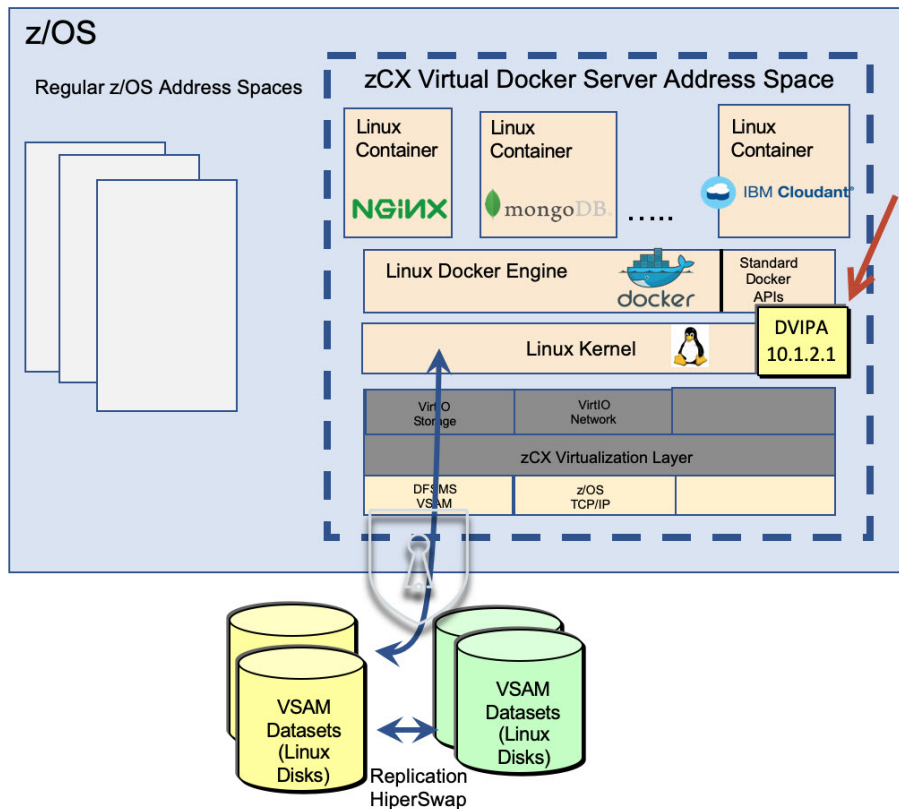 z/OS
Regular z/OS Address Spaces
zCX Virtual Docker Server Address Space
Linux
Container
NGINX
Linux
Container
mongoDB.
.....
Linux
Container
IBM Cloudant®
Linux Docker Engine
docker
Standard
Docker
APIs
Linux Kernel
DVIPA
10.1.2.1
VirtIO
Storage
VirtIO
Network
zCX Virtualization Layer
DFSMS
VSAM
z/OS
TCP/IP
VSAM
Datasets
(Linux
Disks)
VSAM
Datasets
(Linux
Disks)
Replication
HiperSwap